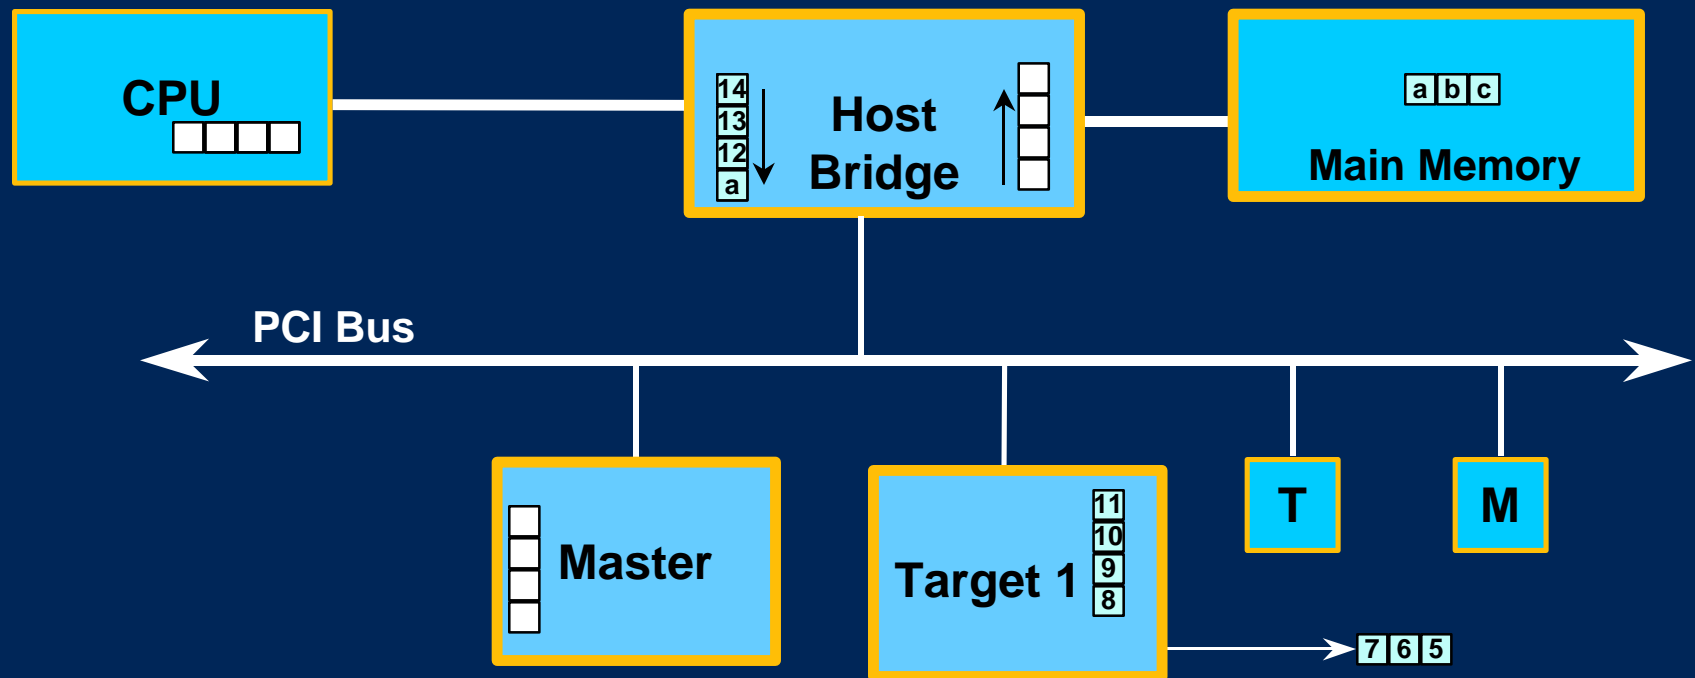 CPU
14
13
12
a
Host
Bridge
a b c
Main Memory
PCI Bus
Master
Target 1
11
10
9
8
T
M
7 6 5